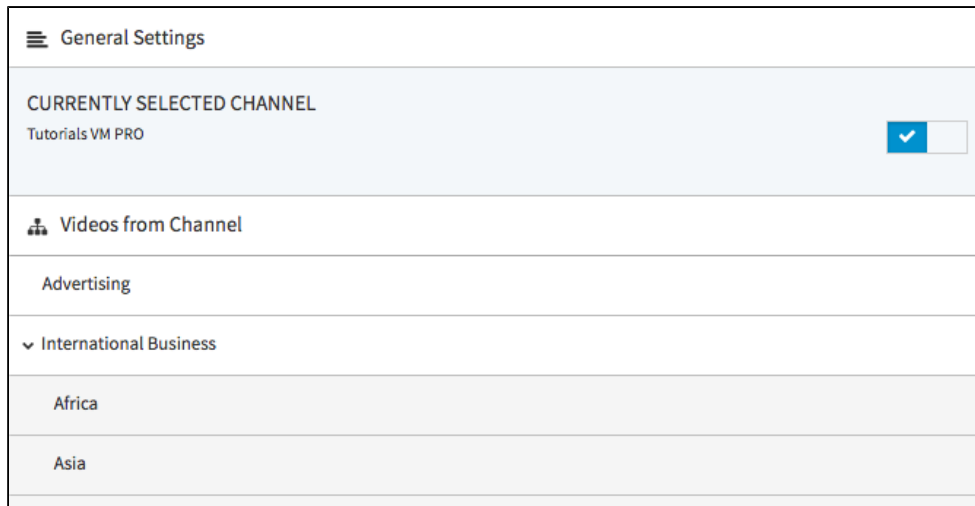 General Settings
CURRENTLY SELECTED CHANNEL
Tutorials VM PRO
Videos from Channel
Advertising
International Business
Africa
Asia